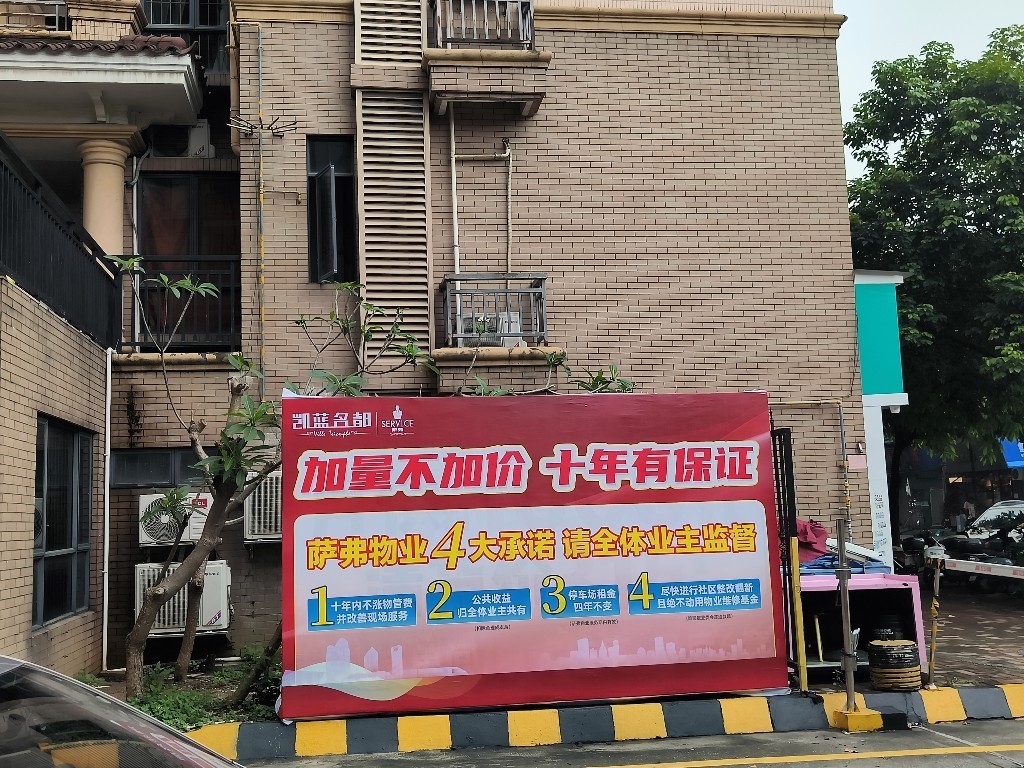 凯蓝名都
SERVICE
加量不加价 十年有保证
萨弗物业4大承诺 请全体业主监督
1 十年内不涨物管费
并改善现场服务
2 公共收益
归全体业主共有
3 停车场租金
四年不变
4 尽快进行社区整改翻新
且绝不动用物业维修基金